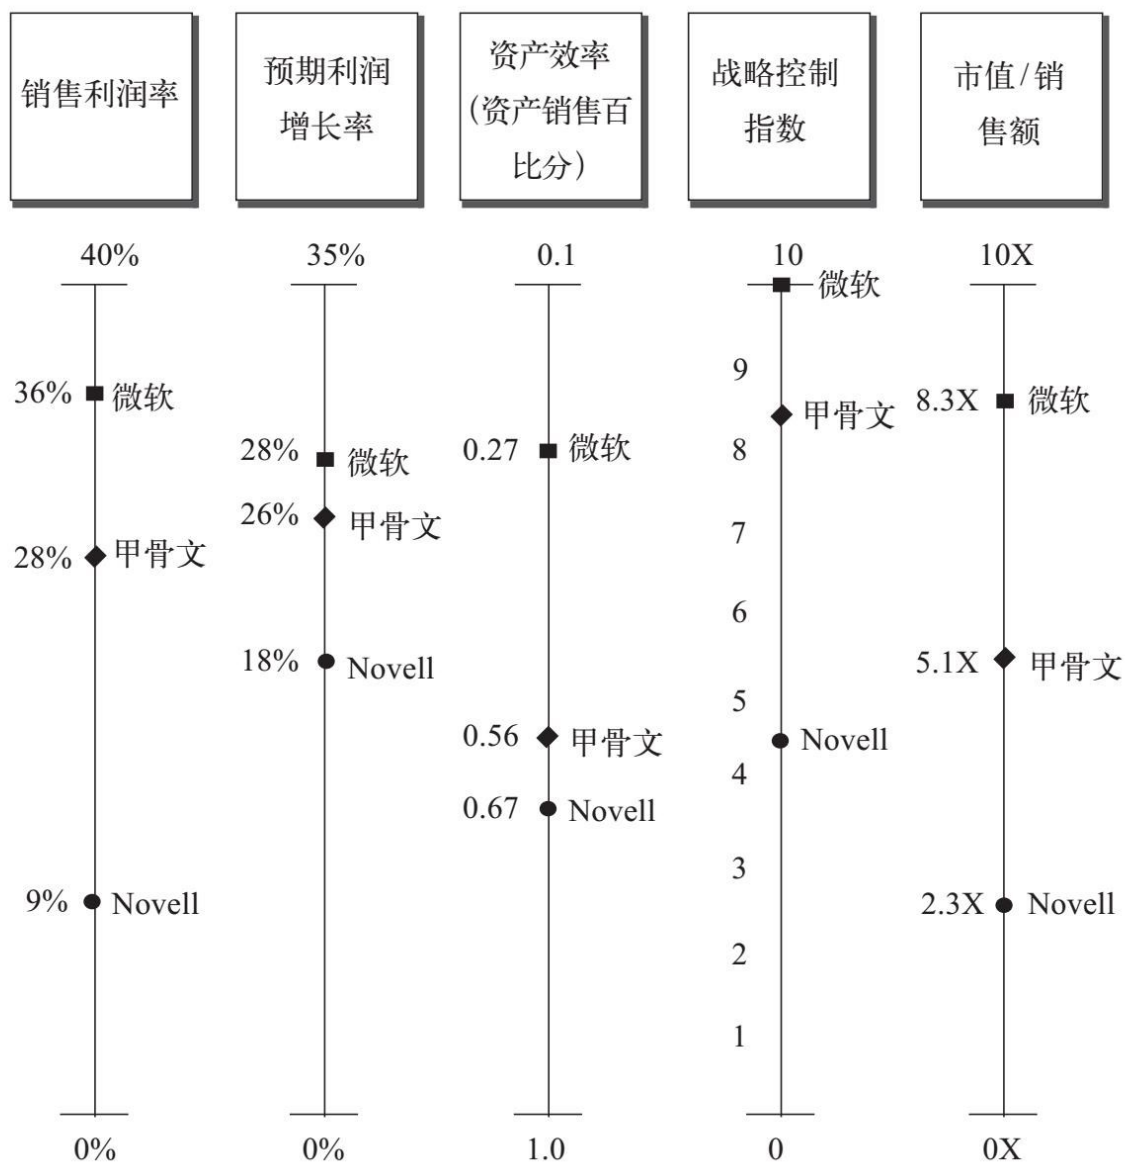 销售利润率
预期利润
增长率
资产效率
(资产销售百
比分)
战略控制
指数
市值/销
售额
40%
36%
微软
28%
甲骨文
9%
Novell
0%
35%
28%
微软
26%
甲骨文
18%
Novell
0%
0.1
0.27
微软
0.56
甲骨文
0.67
Novell
1.0
10
微软
9
甲骨文
8
7
6
5
Novell
4
3
2
1
0
10X
8.3X
微软
5.1X
甲骨文
2.3X
Novell
0X